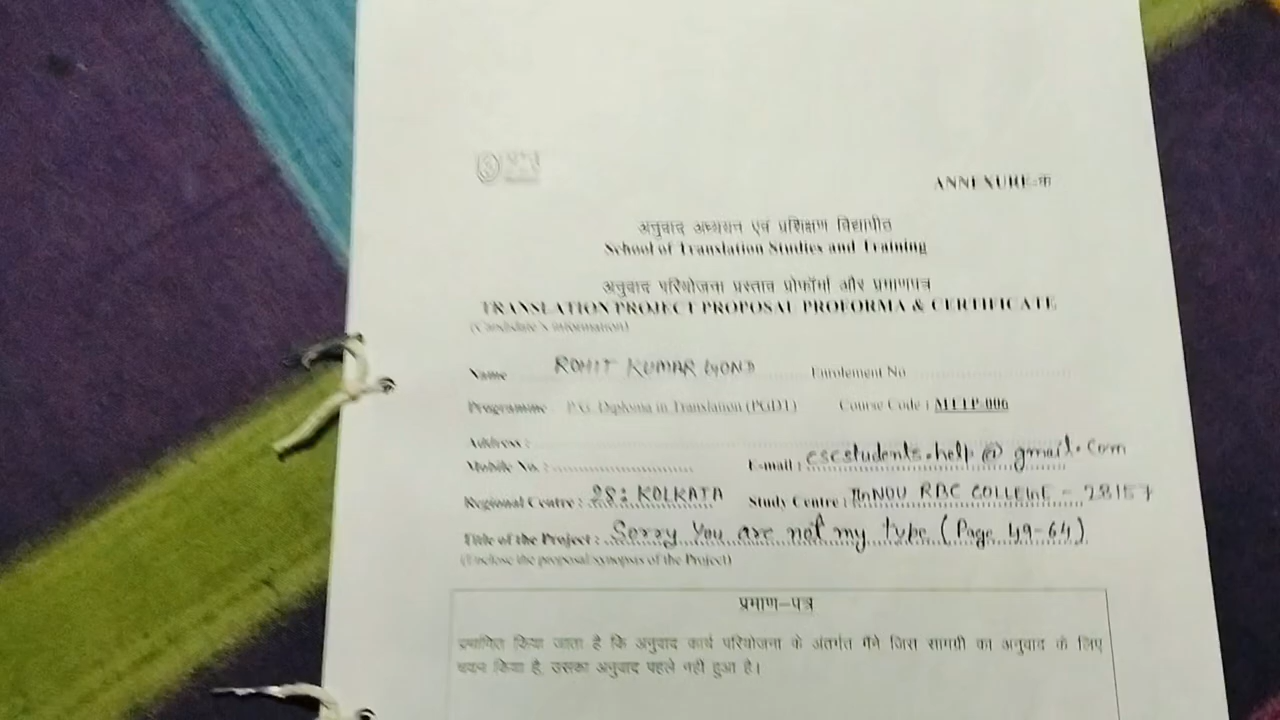 ANNEXURE-क
अनुवाद अध्ययन एवं प्रशिक्षण विद्यापीठ
School of Translation Studies and Training
अनुवाद परियोजना प्रस्ताव प्रोफॉर्मा और प्रमाणपत्र
TRANSLATION PROJECT PROPOSAL PROFORMA & CERTIFICATE
(Candidate's information)
Name ROHIT KUMAR GOND Enrolement No
Programme P.G. Diploma in Translation (PGDT) Course Code : MTTP-006
Address :
Mobile No. : E-mail : escstudents.help@gmail.com
Regional Centre : 28: KOLKATA Study Centre : RBC COLLEGE - 28157
Title of the Project : Sorry You are not my type (Page 49-64)
(Enclose the proposal/synopsis of the Project)
प्रमाण–पत्र
प्रमाणित किया जाता है कि अनुवाद कार्य परियोजना के अंतर्गत मैंने जिस सामग्री का अनुवाद के लिए
चयन किया है, उसका अनुवाद पहले नहीं हुआ है।